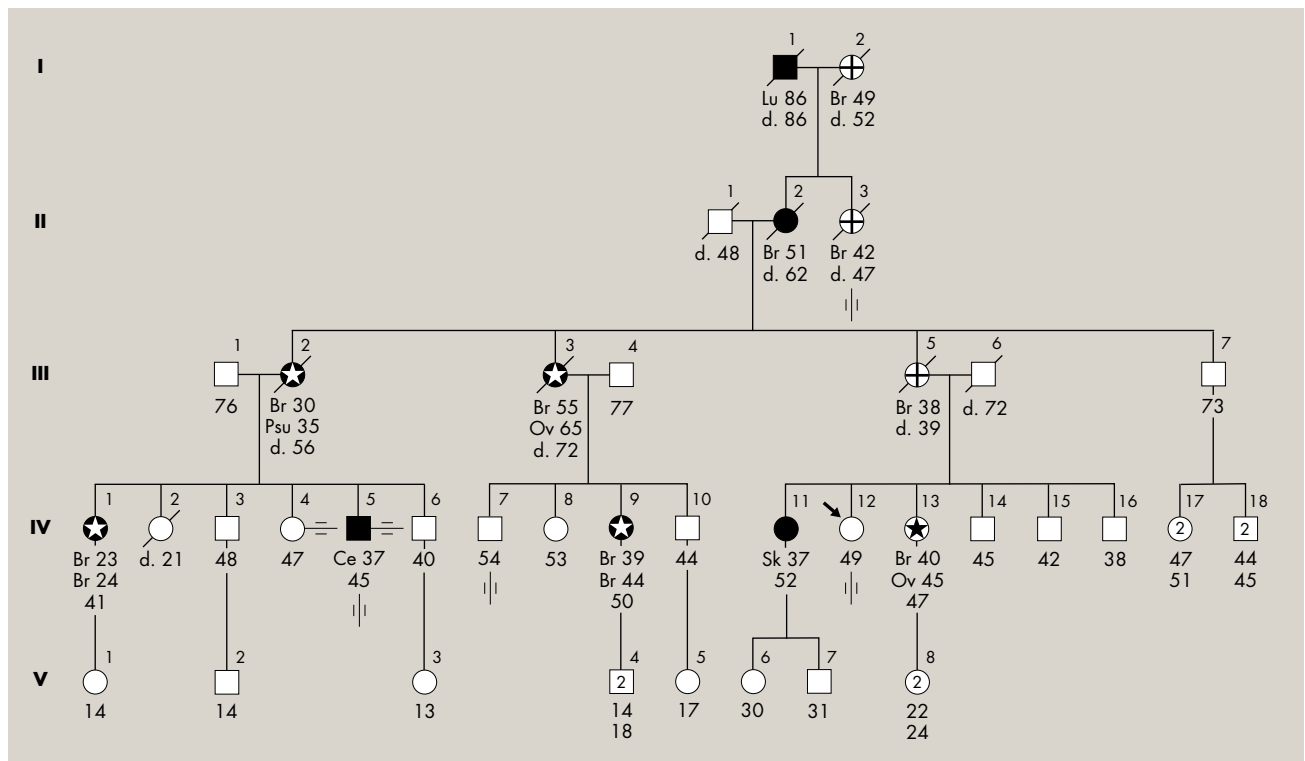 1 2
I
Lu 86 Br 49
d. 86 d. 52
1 2 3
II
d. 48 Br 51 Br 42
d. 62 d. 47
1 2 3 4 5 6 7
III
76 Br 30 Br 55 77 Br 38 d. 72 73
Psu 35 Ov 65 d. 39
d. 56 d. 72
1 2 3 4 5 6 7 8 9 10 11 12 13 14 15 16 17 18
IV 2 2
Br 23 d. 21 48 47 Ce 37 40 54 53 Br 39 44 Sk 37 49 Br 40 45 42 38 47 44
Br 24 45 Br 44 52 Ov 45 51 45
41 50 47
1 2 3 4 5 6 7 8
V 2 2
14 14 13 14 17 30 31 22
18 24